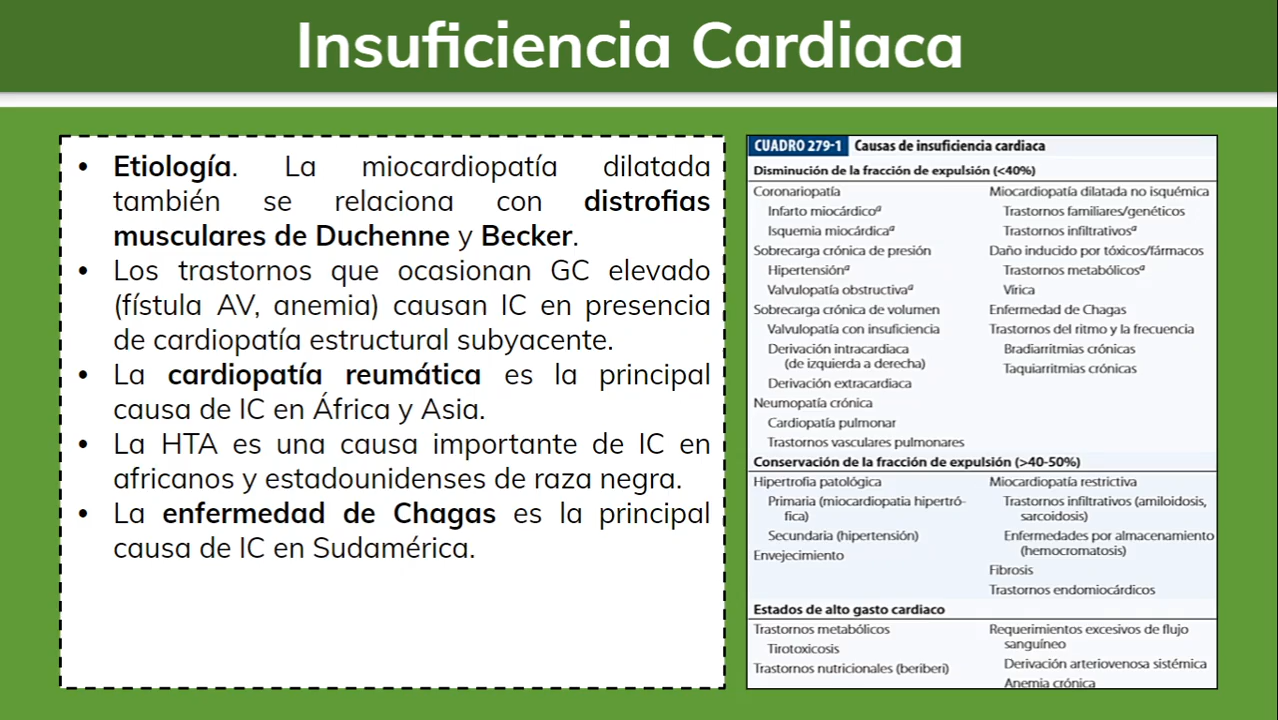 Insuficiencia Cardiaca
• Etiología. La miocardiopatía dilatada
también se relaciona con distrofias
musculares de Duchenne y Becker.
• Los trastornos que ocasionan GC elevado
(fístula AV, anemia) causan IC en presencia
de cardiopatía estructural subyacente.
• La cardiopatía reumática es la principal
causa de IC en África y Asia.
• La HTA es una causa importante de IC en
africanos y estadounidenses de raza negra.
• La enfermedad de Chagas es la principal
causa de IC en Sudamérica.
CUADRO 279-1 Causas de insuficiencia cardiaca
Disminución de la fracción de expulsión (<40%)
Coronariopatía
Infarto miocárdicoª
Isquemia miocárdicaª
Sobrecarga crónica de presión
Hipertensiónª
Valvulopatía obstructivaª
Sobrecarga crónica de volumen
Valvulopatía con insuficiencia
Derivación intracardiaca
(de izquierda a derecha)
Derivación extracardiaca
Neumopatía crónica
Cardiopatía pulmonar
Trastornos vasculares pulmonares
Miocardiopatía dilatada no isquémica
Trastornos familiares/genéticos
Trastornos infiltrativosª
Daño inducido por tóxicos/fármacos
Trastornos metabólicosª
Vírica
Enfermedad de Chagas
Trastornos del ritmo y la frecuencia
Bradiarritmias crónicas
Taquiarritmias crónicas
Conservación de la fracción de expulsión (>40-50%)
Hipertrofia patológica
Primaria (miocardiopatia hipertró-
fica)
Secundaria (hipertensión)
Envejecimiento
Miocardiopatía restrictiva
Trastornos infiltrativos (amiloidosis,
sarcoidosis)
Enfermedades por almacenamiento
(hemocromatosis)
Fibrosis
Trastornos endomiocárdicos
Estados de alto gasto cardiaco
Trastornos metabólicos
Tirotoxicosis
Trastornos nutricionales (beriberi)
Requerimientos excesivos de flujo
sanguíneo
Derivación arteriovenosa sistémica
Anemia crónica